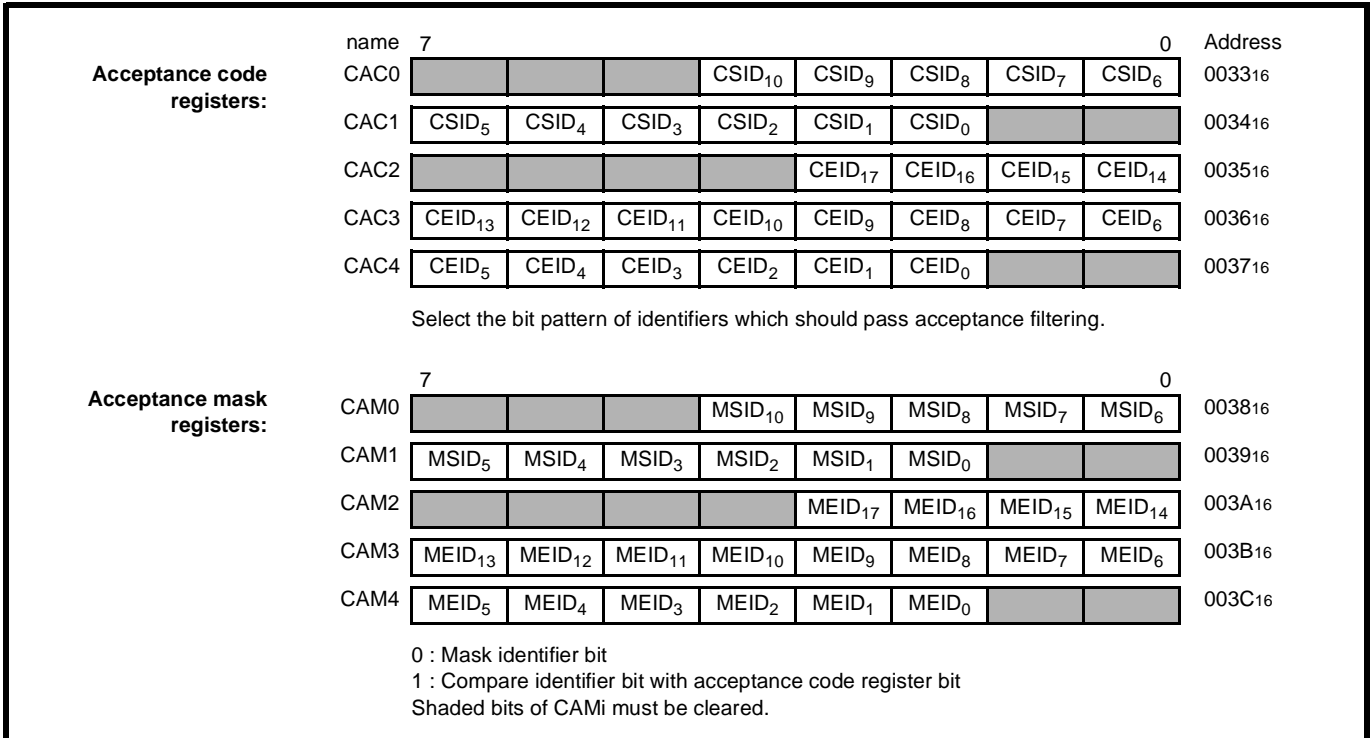 name 7 0 Address
Acceptance code registers:
CAC0 CSID10 CSID9 CSID8 CSID7 CSID6 003316
CAC1 CSID5 CSID4 CSID3 CSID2 CSID1 CSID0 003416
CAC2 CEID17 CEID16 CEID15 CEID14 003516
CAC3 CEID13 CEID12 CEID11 CEID10 CEID9 CEID8 CEID7 CEID6 003616
CAC4 CEID5 CEID4 CEID3 CEID2 CEID1 CEID0 003716
Select the bit pattern of identifiers which should pass acceptance filtering.
7 0
Acceptance mask registers:
CAM0 MSID10 MSID9 MSID8 MSID7 MSID6 003816
CAM1 MSID5 MSID4 MSID3 MSID2 MSID1 MSID0 003916
CAM2 MEID17 MEID16 MEID15 MEID14 003A16
CAM3 MEID13 MEID12 MEID11 MEID10 MEID9 MEID8 MEID7 MEID6 003B16
CAM4 MEID5 MEID4 MEID3 MEID2 MEID1 MEID0 003C16
0 : Mask identifier bit
1 : Compare identifier bit with acceptance code register bit
Shaded bits of CAMi must be cleared.